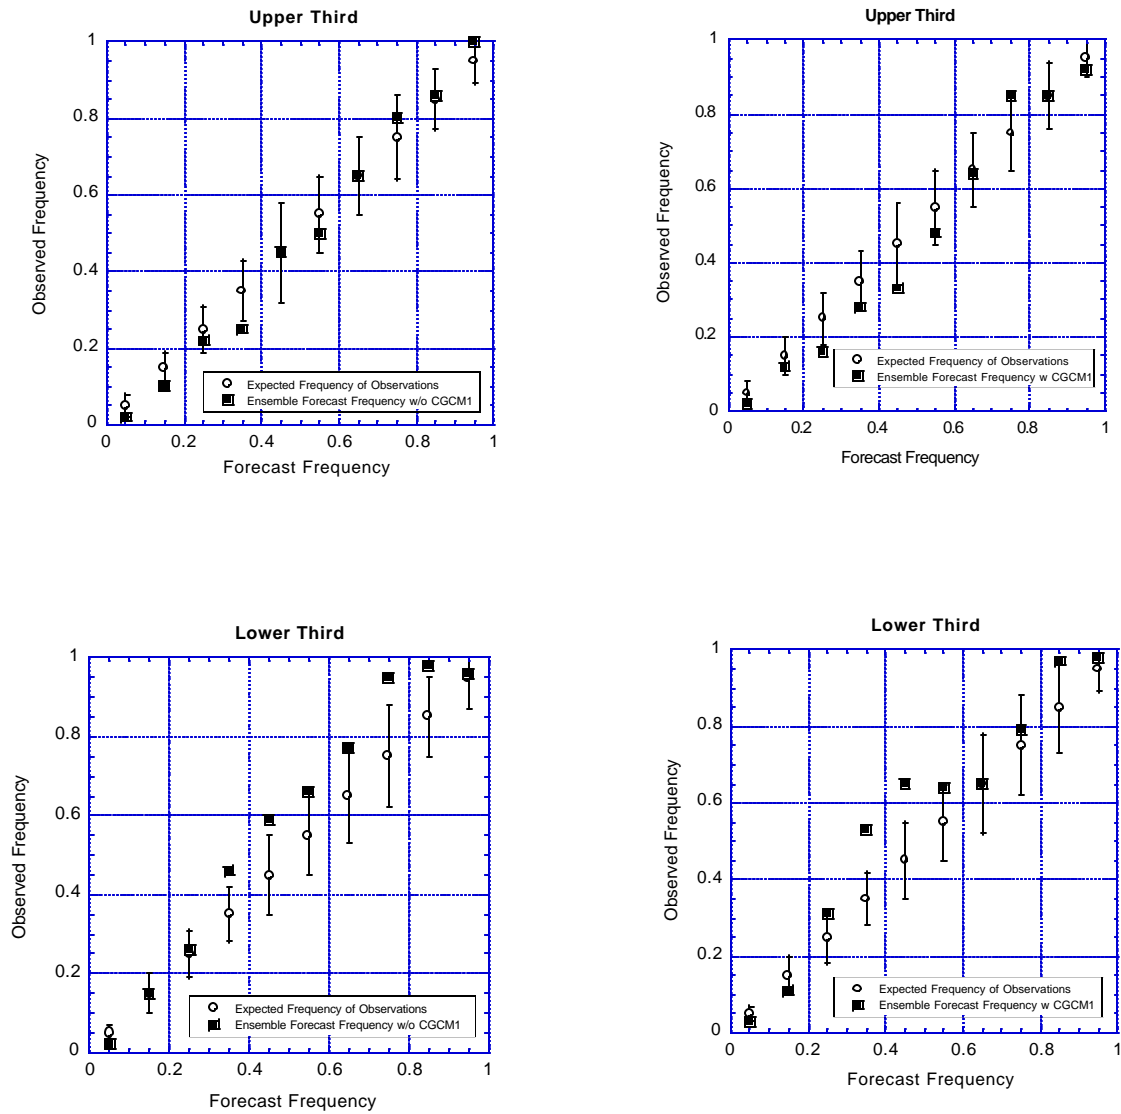 Upper Third
1
0.8
0.6
0.4
0.2
0
Observed Frequency
Expected Frequency of Observations
Ensemble Forecast Frequency w/o CGCM1
0 0.2 0.4 0.6 0.8 1
Forecast Frequency
Upper Third
1
0.8
0.6
0.4
0.2
0
Observed Frequency
Expected Frequency of Observations
Ensemble Forecast Frequency w CGCM1
0 0.2 0.4 0.6 0.8 1
Forecast Frequency
Lower Third
1
0.8
0.6
0.4
0.2
0
Observed Frequency
Expected Frequency of Observations
Ensemble Forecast Frequency w/o CGCM1
0 0.2 0.4 0.6 0.8 1
Forecast Frequency
Lower Third
1
0.8
0.6
0.4
0.2
0
Observed Frequency
Expected Frequency of Observations
Ensemble Forecast Frequency w CGCM1
0 0.2 0.4 0.6 0.8 1
Forecast Frequency